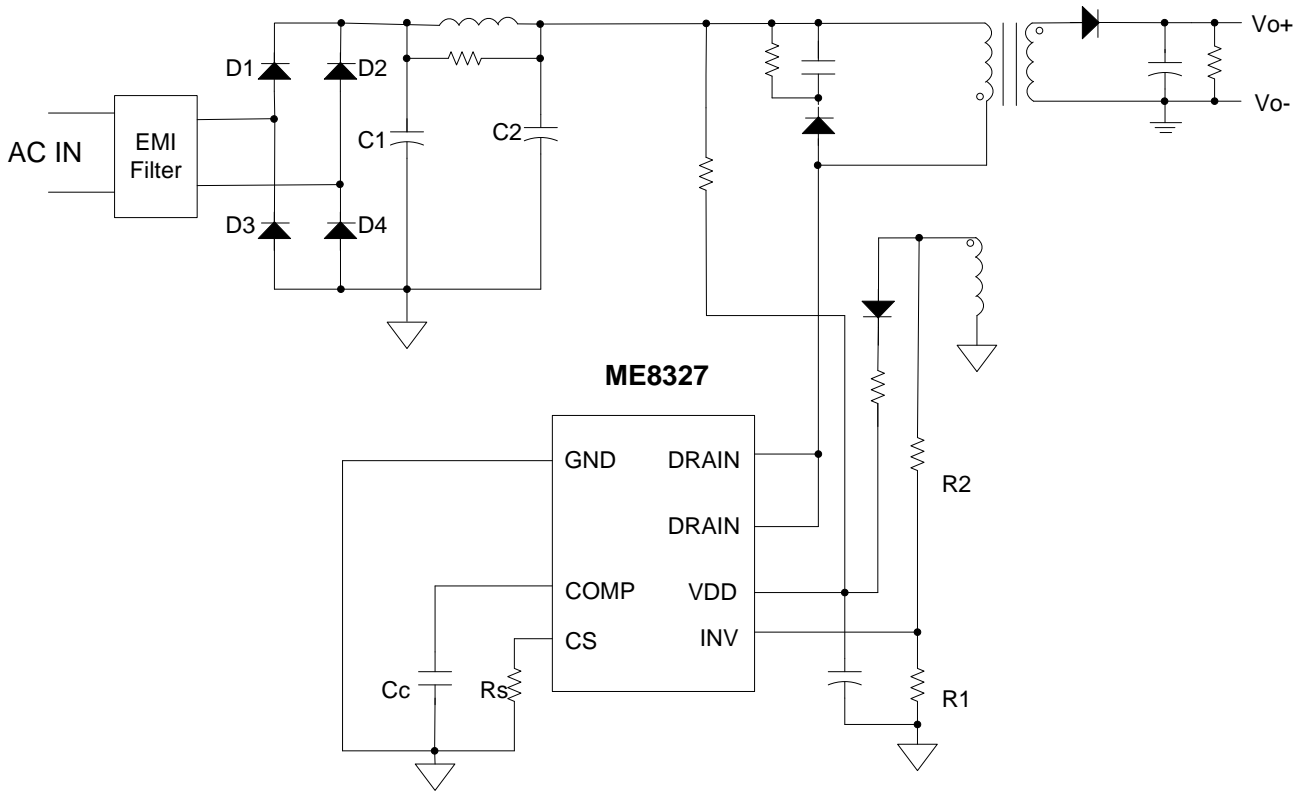 Vo+
D1
D2
C1
C2
Vo-
AC IN
EMI
Filter
D3
D4
ME8327
GND
DRAIN
R2
DRAIN
COMP
VDD
CS
INV
Cc
Rs
R1